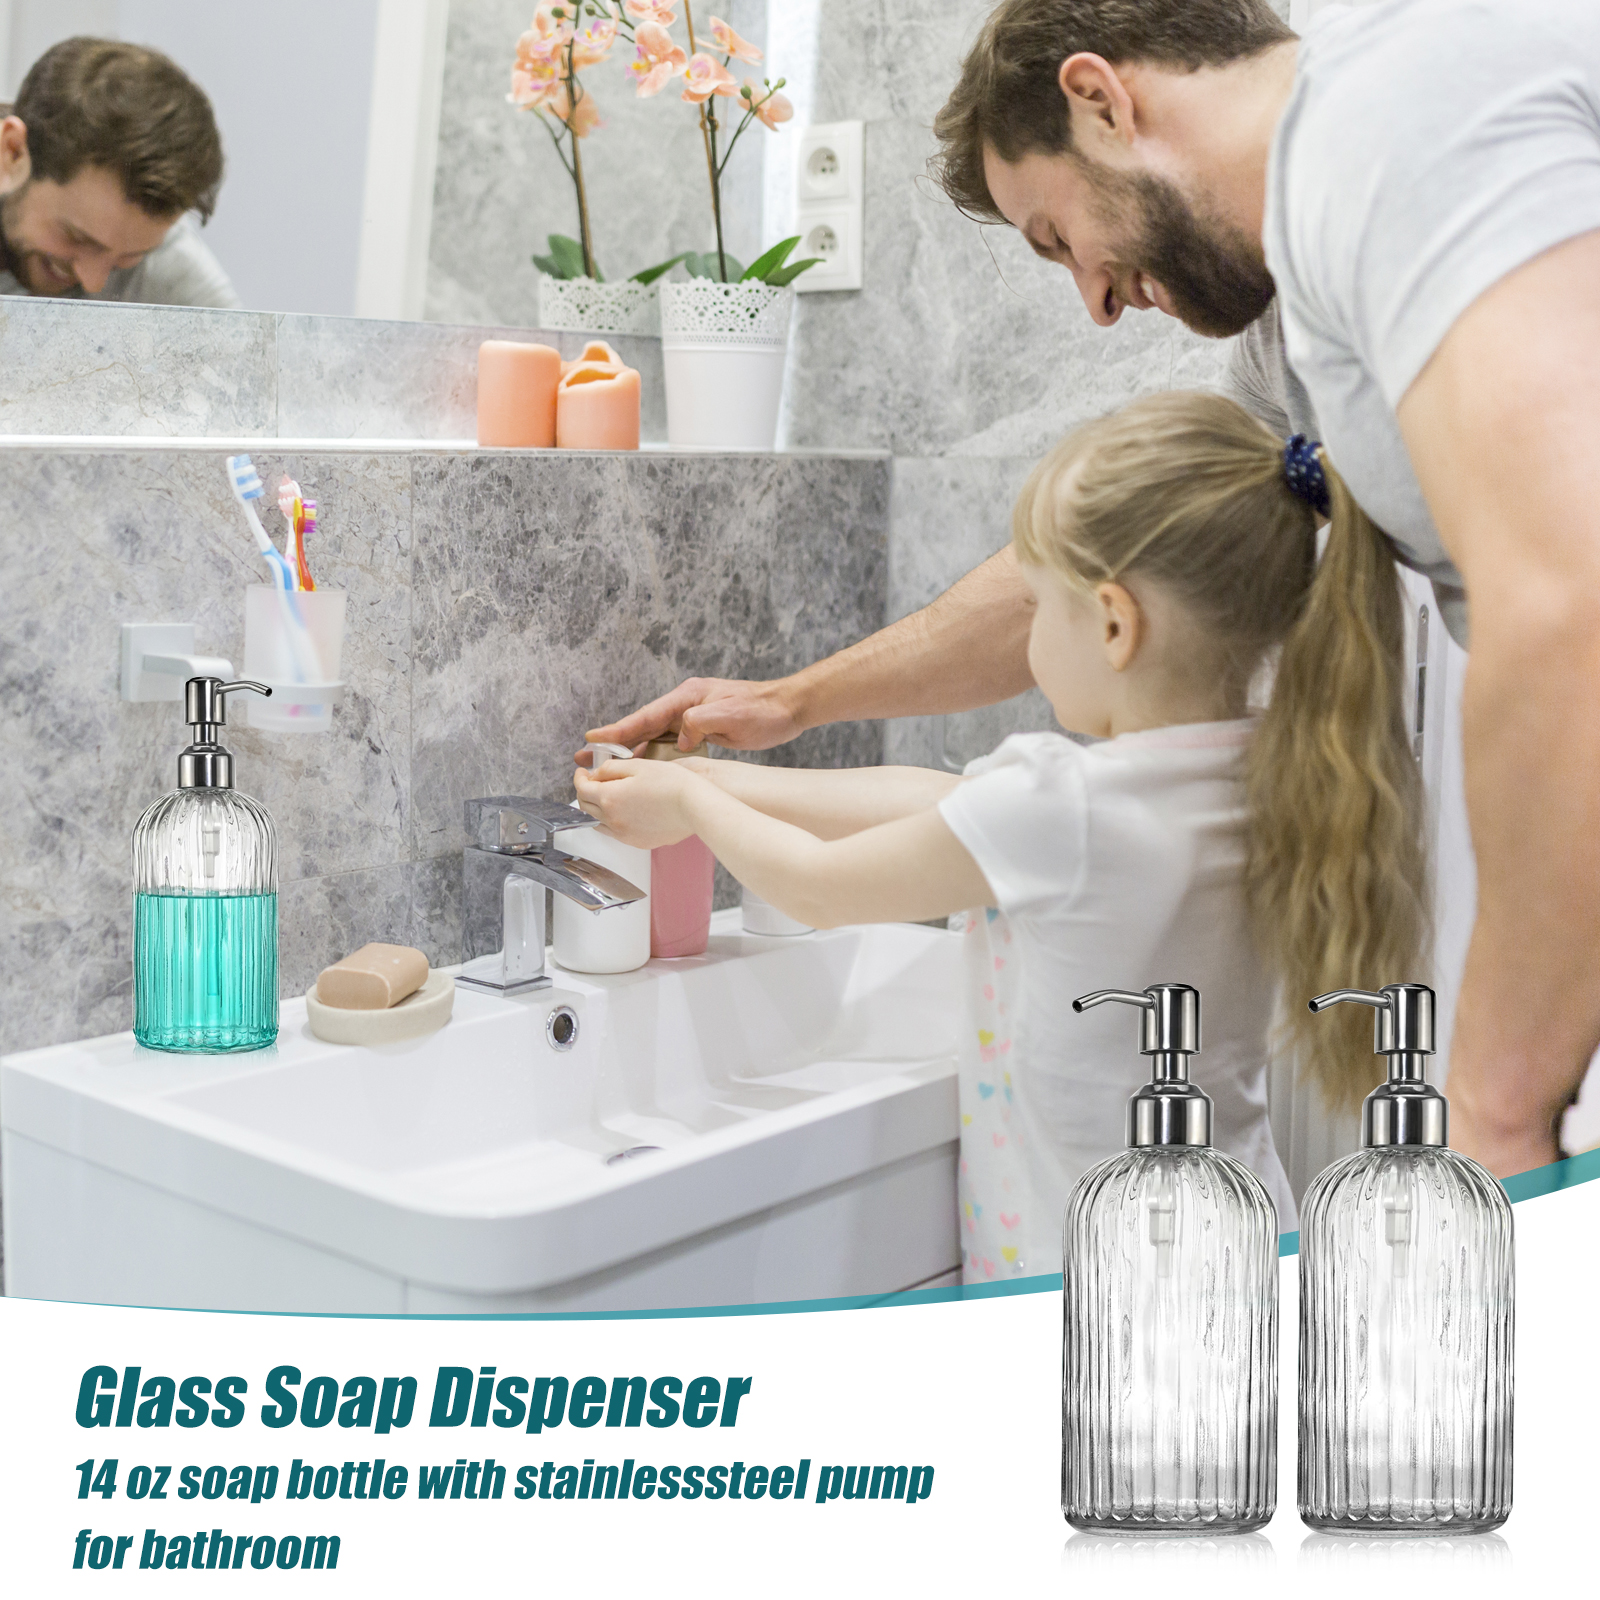 Glass Soap Dispenser
14 oz soap bottle with stainlesssteel pump
for bathroom